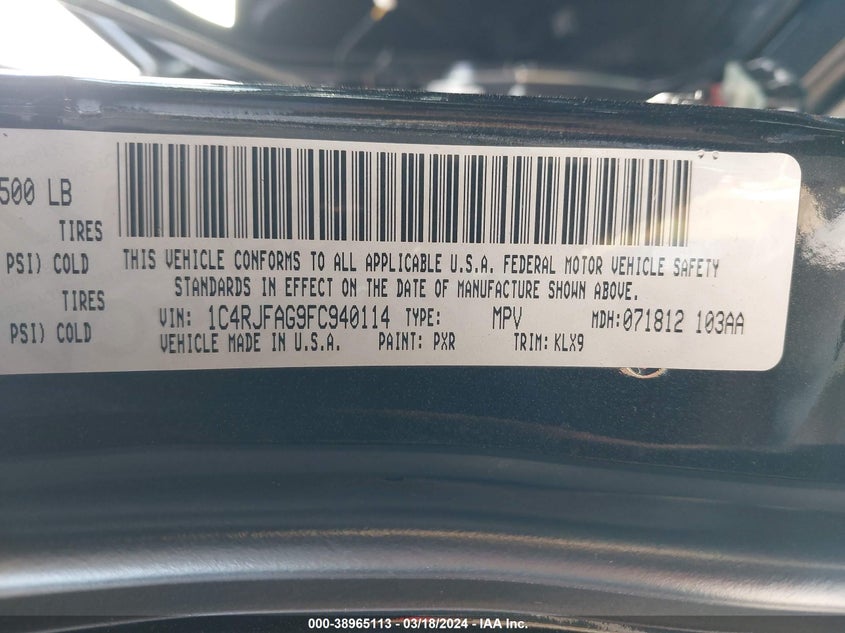 500 LB
TIRES
PSI) COLD
TIRES
PSI) COLD
THIS VEHICLE CONFORMS TO ALL APPLICABLE U.S.A. FEDERAL MOTOR VEHICLE SAFETY
STANDARDS IN EFFECT ON THE DATE OF MANUFACTURE SHOWN ABOVE.
VIN: 1C4RJFAG9FC940114 TYPE: MPV MDH:071812 103AA
VEHICLE MADE IN U.S.A. PAINT: PXR TRIM: KLX9
000-38965113 - 03/18/2024 - IAA Inc.